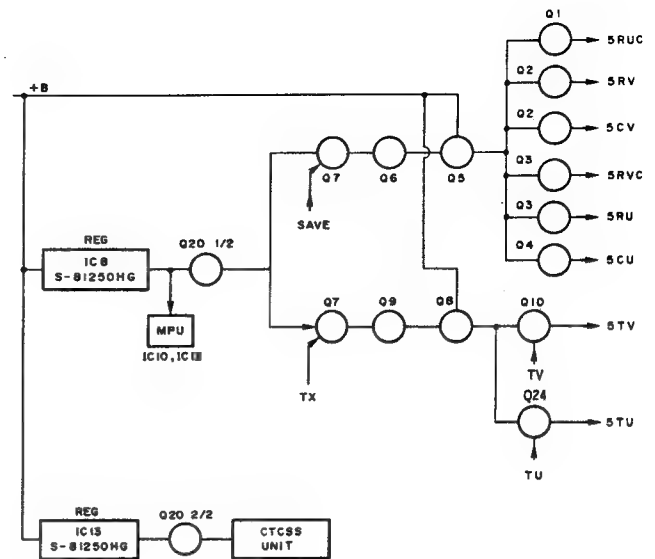 Q1
5RUC
Q2
+B
5RV
Q2
5CV
Q7
Q6
Q5
Q3
5RVC
SAVE
Q3
5RU
REG
Q20 1/2
Q4
IC8
S-81250HG
5CU
MPU
Q7
Q9
Q8
Q10
5TV
IC10, IC
TX
TV
Q24
5TU
TU
REG
Q20 2/2
IC13
S-81250HG
CTCSS
UNIT